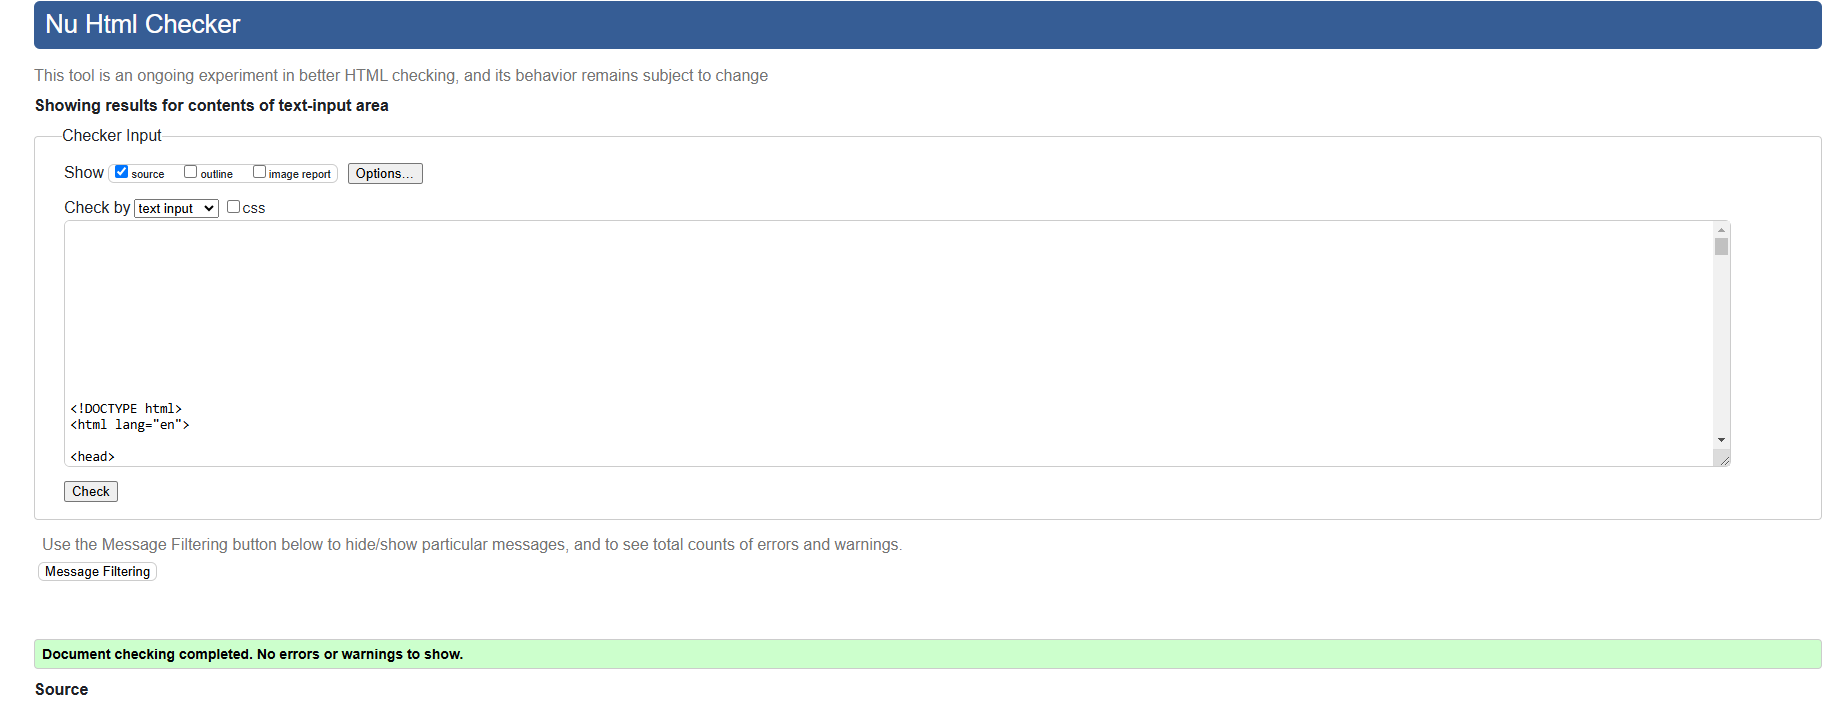 Nu Html Checker
This tool is an ongoing experiment in better HTML checking, and its behavior remains subject to change
Showing results for contents of text-input area
Checker Input
Show source outline image report Options...
Check by text input css
<!DOCTYPE html>
<html lang="en">
<head>
Check
Use the Message Filtering button below to hide/show particular messages, and to see total counts of errors and warnings.
Message Filtering
Document checking completed. No errors or warnings to show.
Source